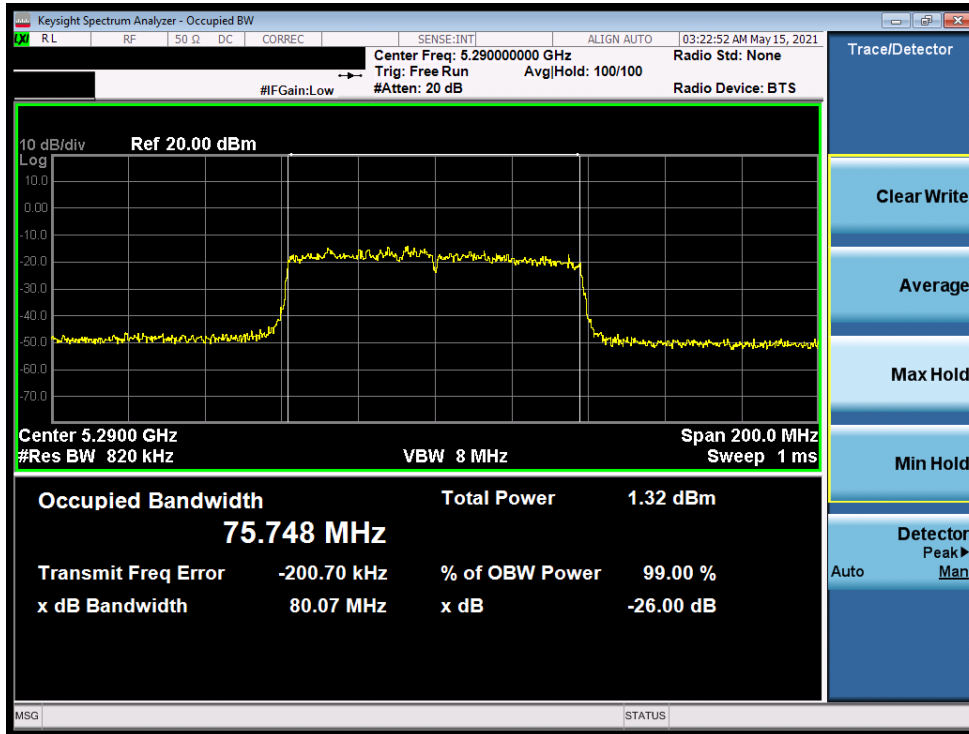 Keysight Spectrum Analyzer - Occupied BW
LXI RL RF 50 Ω DC CORREC SENSE:INT ALIGN AUTO 03:22:52 AM May 15, 2021
Center Freq: 5.290000000 GHz Radio Std: None
Trig: Free Run Avg|Hold: 100/100
#IFGain:Low #Atten: 20 dB Radio Device: BTS
Trace/Detector
10 dB/div Ref 20.00 dBm
Log
10.0
0.00
-10.0
-20.0
-30.0
-40.0
-50.0
-60.0
-70.0
Center 5.2900 GHz Span 200.0 MHz
#Res BW 820 kHz VBW 8 MHz Sweep 1 ms
Occupied Bandwidth Total Power 1.32 dBm
75.748 MHz
Transmit Freq Error -200.70 kHz % of OBW Power 99.00 %
x dB Bandwidth 80.07 MHz x dB -26.00 dB
Clear Write
Average
Max Hold
Min Hold
Detector
Peak▶
Auto Man
MSG STATUS